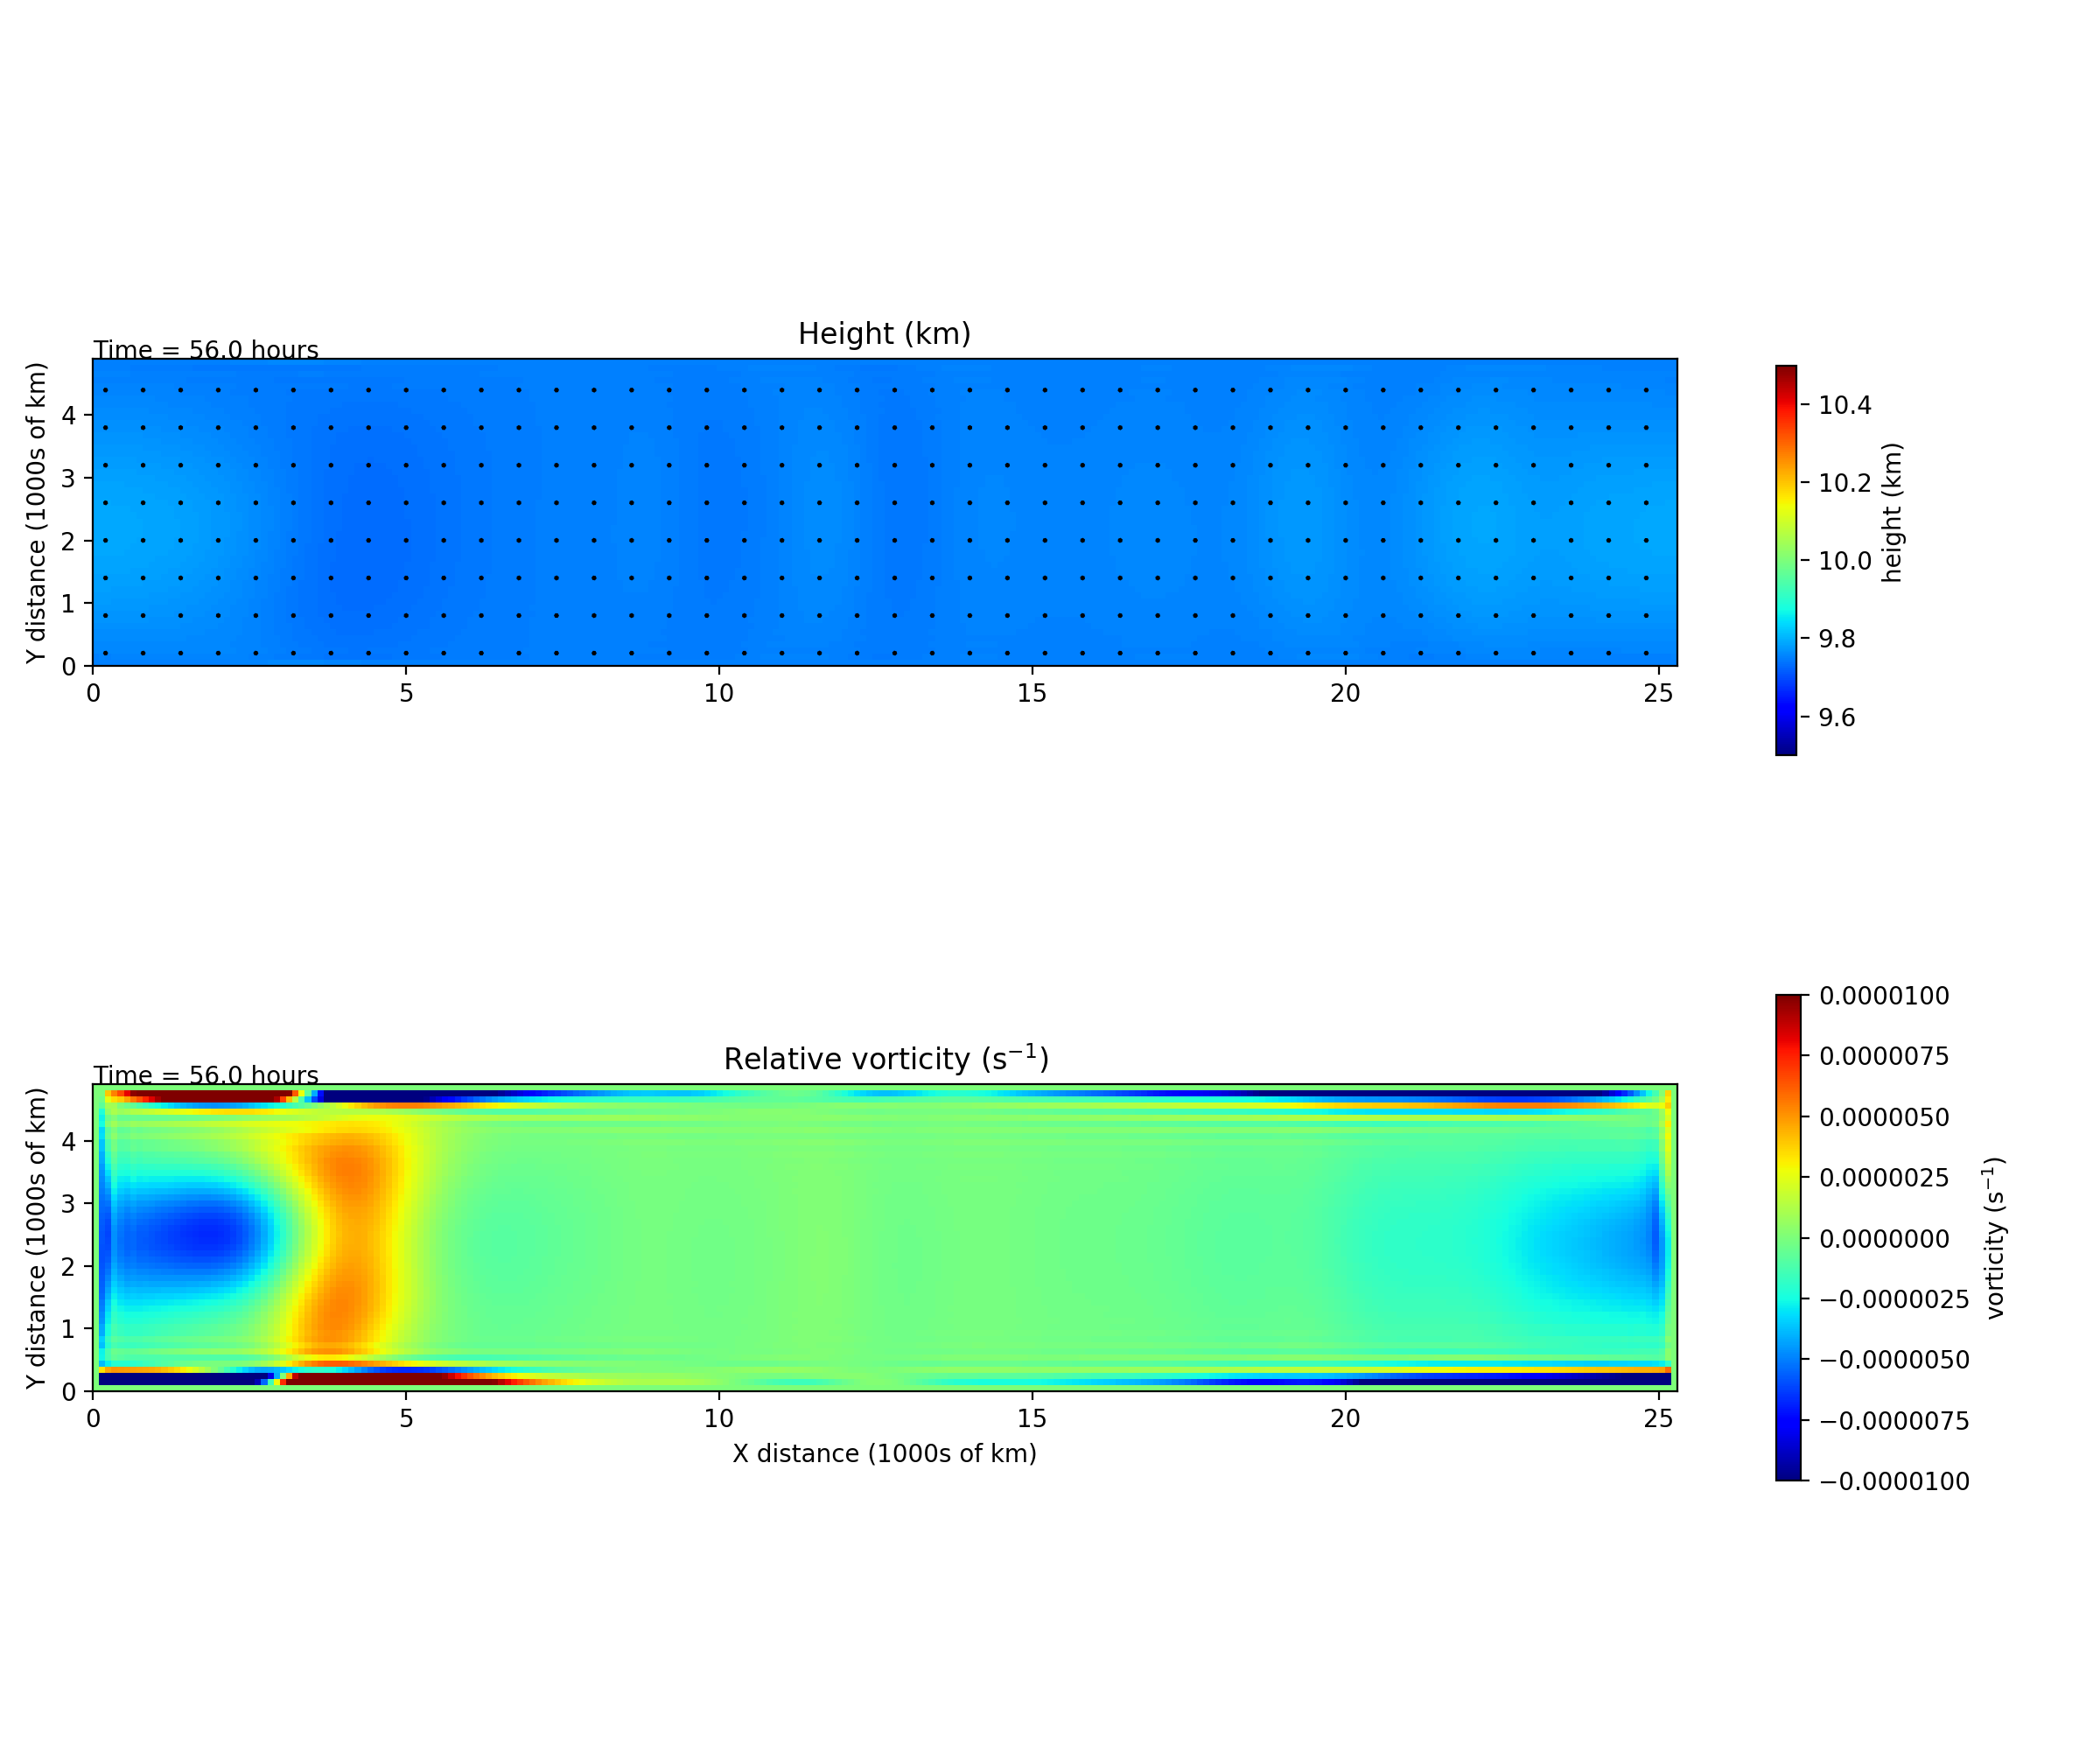 Height (km)
Time = 56.0 hours
Y distance (1000s of km)
4
3
2
1
0
0 5 10 15 20 25
10.4
10.2
10.0
9.8
9.6
height (km)
Relative vorticity (s⁻¹)
Time = 56.0 hours
Y distance (1000s of km)
4
3
2
1
0
0 5 10 15 20 25
X distance (1000s of km)
0.0000100
0.0000075
0.0000050
0.0000025
0.0000000
−0.0000025
−0.0000050
−0.0000075
−0.0000100
vorticity (s⁻¹)